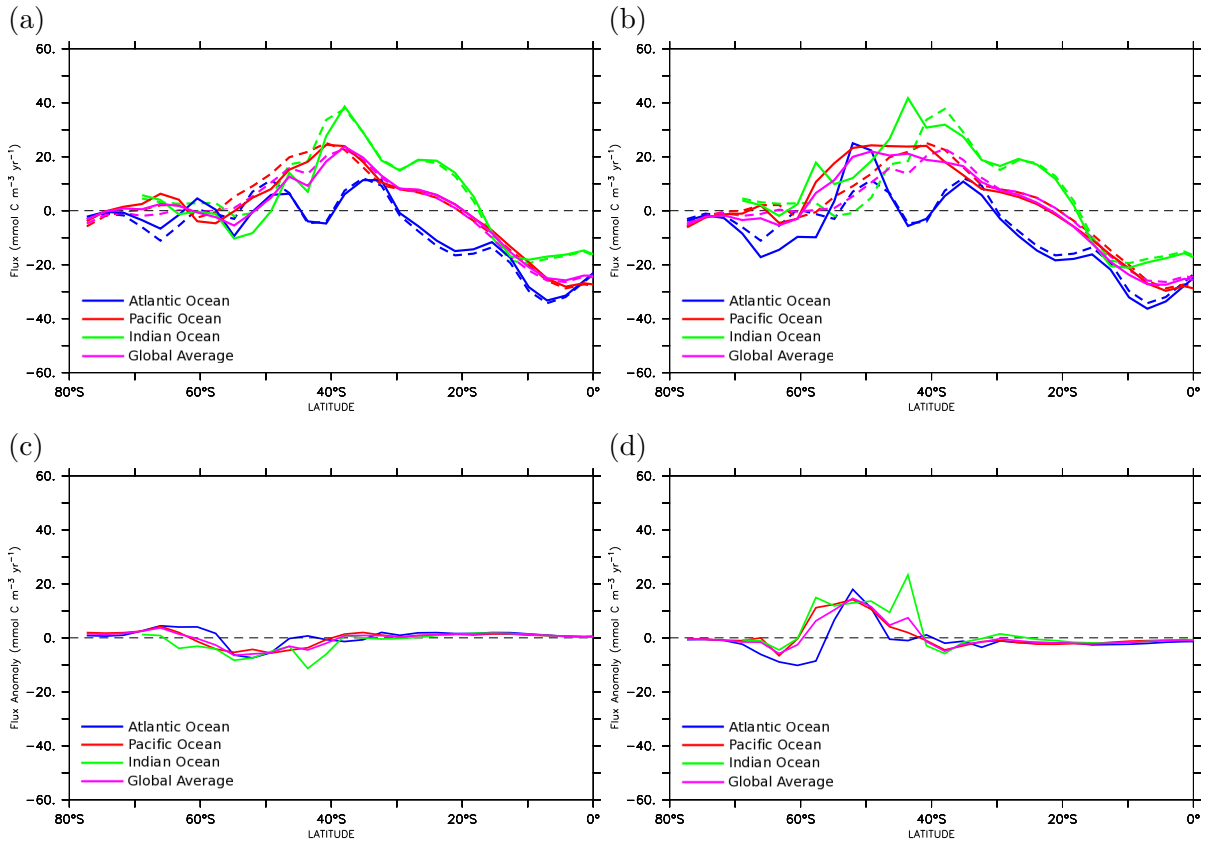 (a)
60.
40.
20.
0.
−20.
−40.
−60.
Flux (mmol C m⁻³ yr⁻¹)
Atlantic Ocean
Pacific Ocean
Indian Ocean
Global Average
80°S 60°S 40°S 20°S 0°
LATITUDE
(b)
60.
40.
20.
0.
−20.
−40.
−60.
Flux (mmol C m⁻³ yr⁻¹)
Atlantic Ocean
Pacific Ocean
Indian Ocean
Global Average
80°S 60°S 40°S 20°S 0°
LATITUDE
(c)
60.
40.
20.
0.
−20.
−40.
−60.
Flux Anomoly (mmol C m⁻³ yr⁻¹)
Atlantic Ocean
Pacific Ocean
Indian Ocean
Global Average
80°S 60°S 40°S 20°S 0°
LATITUDE
(d)
60.
40.
20.
0.
−20.
−40.
−60.
Flux Anomoly (mmol C m⁻³ yr⁻¹)
Atlantic Ocean
Pacific Ocean
Indian Ocean
Global Average
80°S 60°S 40°S 20°S 0°
LATITUDE